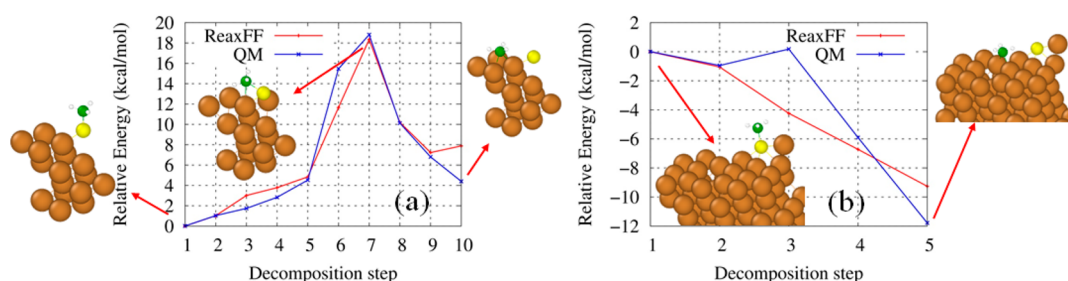 ReaxFF
QM
Relative Energy (kcal/mol)
20
18
16
14
12
10
8
6
4
2
0
(a)
1 2 3 4 5 6 7 8 9 10
Decomposition step
ReaxFF
QM
Relative Energy (kcal/mol)
2
0
−2
−4
−6
−8
−10
−12
(b)
1 2 3 4 5
Decomposition step